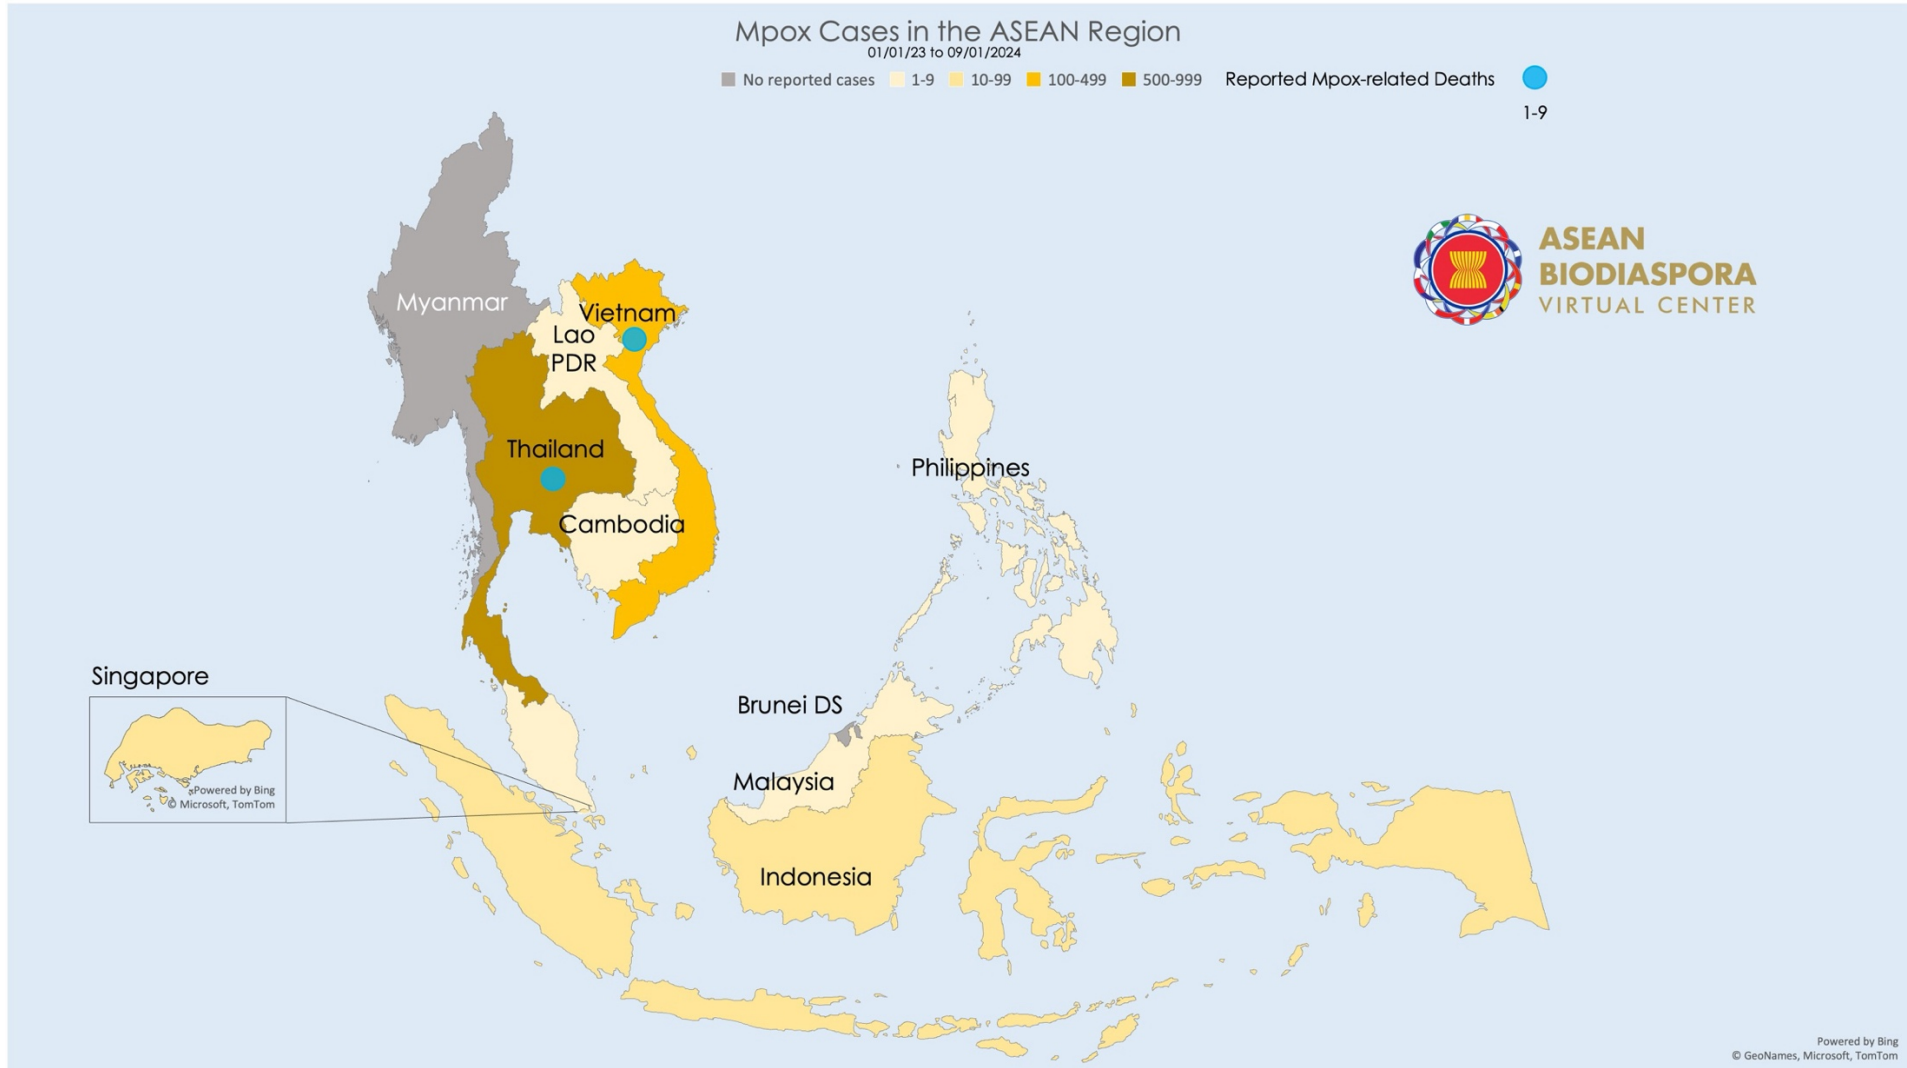 Mpox Cases in the ASEAN Region
01/01/23 to 09/01/2024
No reported cases 1-9 10-99 100-499 500-999 Reported Mpox-related Deaths
1-9
ASEAN
BIODIASPORA
VIRTUAL CENTER
Myanmar
Vietnam
Lao
PDR
Thailand
Philippines
Cambodia
Singapore
Powered by Bing
© Microsoft, TomTom
Brunei DS
Malaysia
Indonesia
Powered by Bing
© GeoNames, Microsoft, TomTom